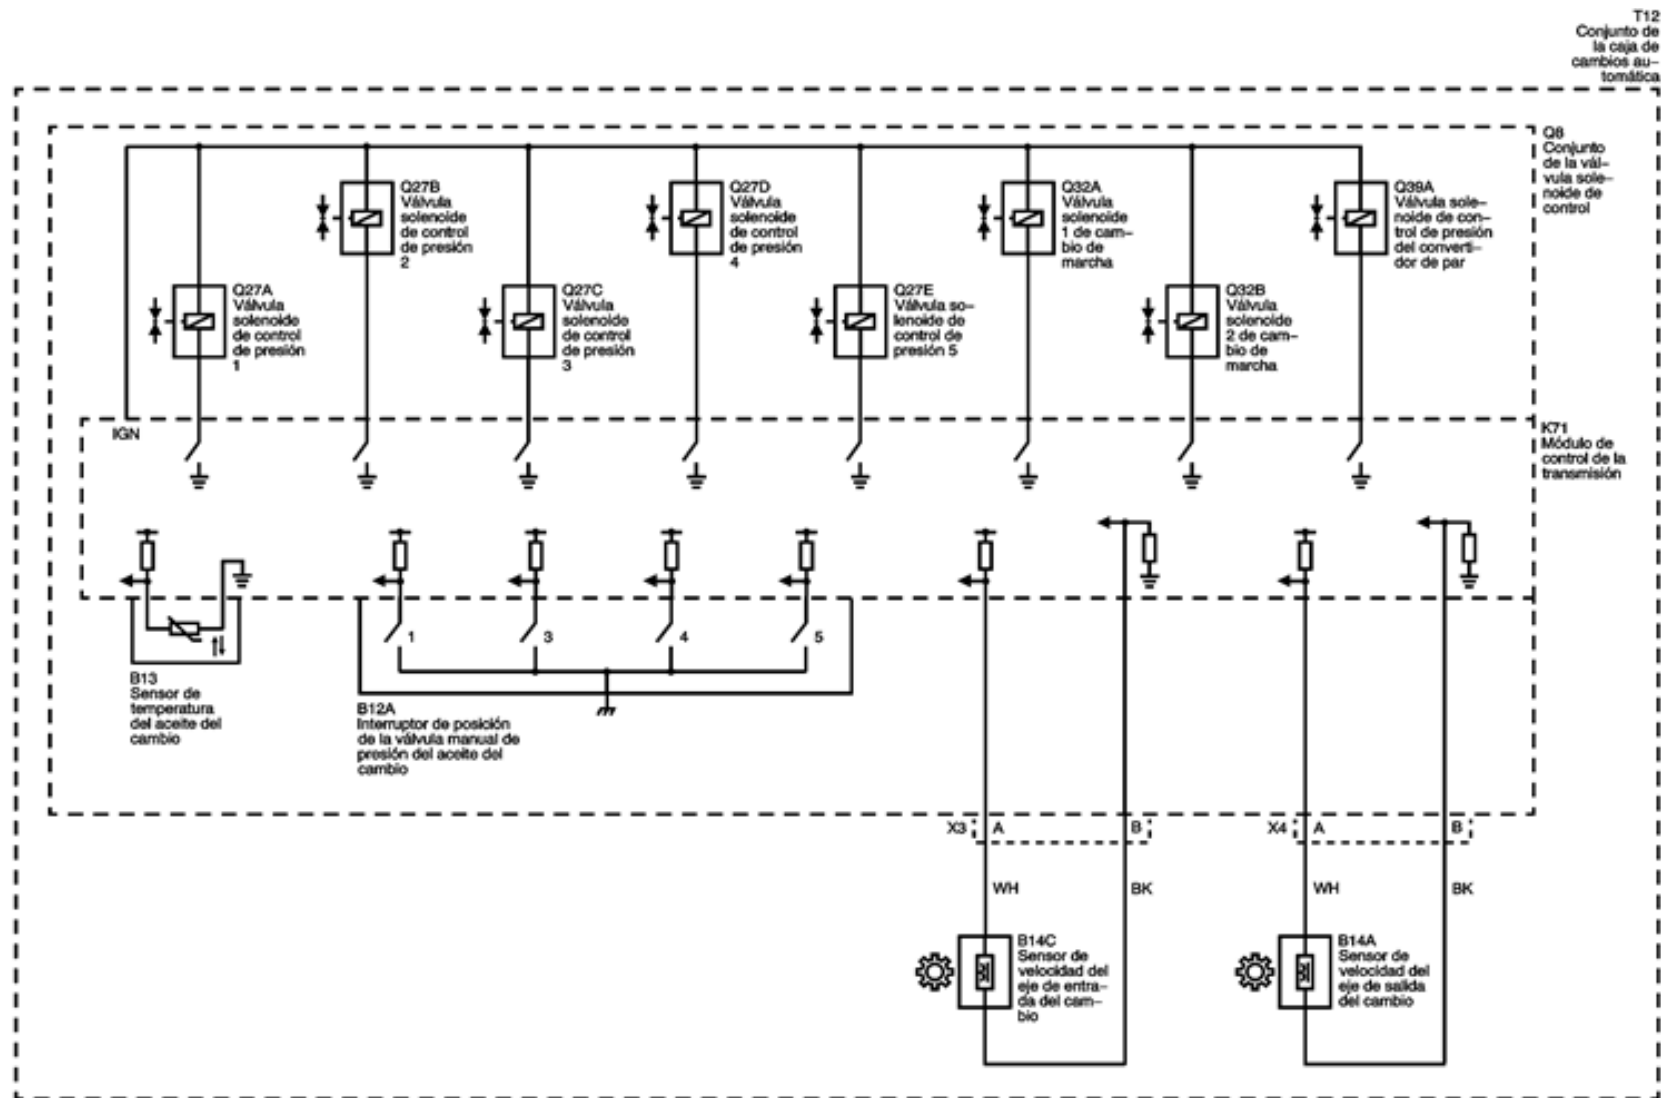 T12
Conjunto de
la caja de
cambios au–
tomática
Q8
Conjunto
de la vál–
vula sole–
noide de
control
Q27B
Válvula
solenoide
de control
de presión
2
Q27D
Válvula
solenoide
de control
de presión
4
Q32A
Válvula
solenoide
1 de cam–
bio de
marcha
Q39A
Válvula sole–
noide de con–
trol de presión
del converti–
dor de par
Q27A
Válvula
solenoide
de control
de presión
1
Q27C
Válvula
solenoide
de control
de presión
3
Q27E
Válvula so–
lenoide de
control de
presión 5
Q32B
Válvula
solenoide
2 de cam–
bio de
marcha
IGN
K71
Módulo de
control de la
transmisión
1
3
4
5
B13
Sensor de
temperatura
del aceite del
cambio
B12A
Interruptor de posición
de la válvula manual de
presión del aceite del
cambio
X3 A B
X4 A B
WH BK
WH BK
B14C
Sensor de
velocidad del
eje de entra–
da del cam–
bio
B14A
Sensor de
velocidad del
eje de salida
del cambio